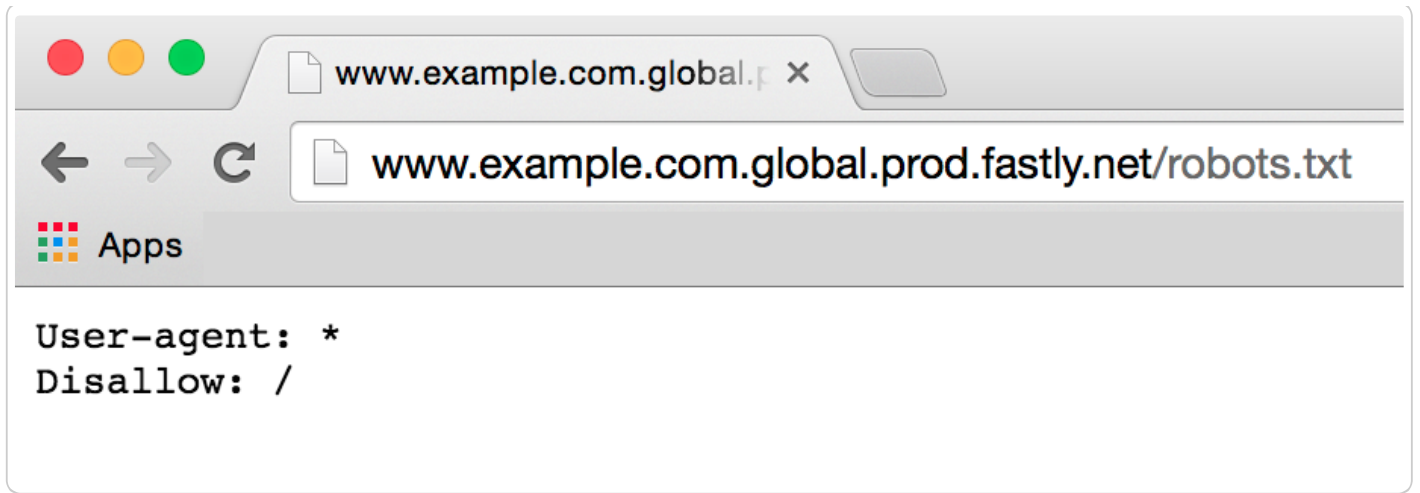 www.example.com.global.p
www.example.com.global.prod.fastly.net/robots.txt
Apps
User-agent: *
Disallow: /